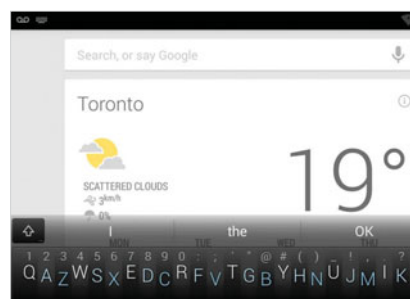 Search, or say Google
Toronto
SCATTERED CLOUDS
3km/h
0%
19°
I the OK
MON TUE WED THU
1 2 3 4 5 6 7 8 9 0 : ; ' " @ # ( ) _ ! , . ?
Q A Z W S X E D C R F V T G B Y H N U J M I K